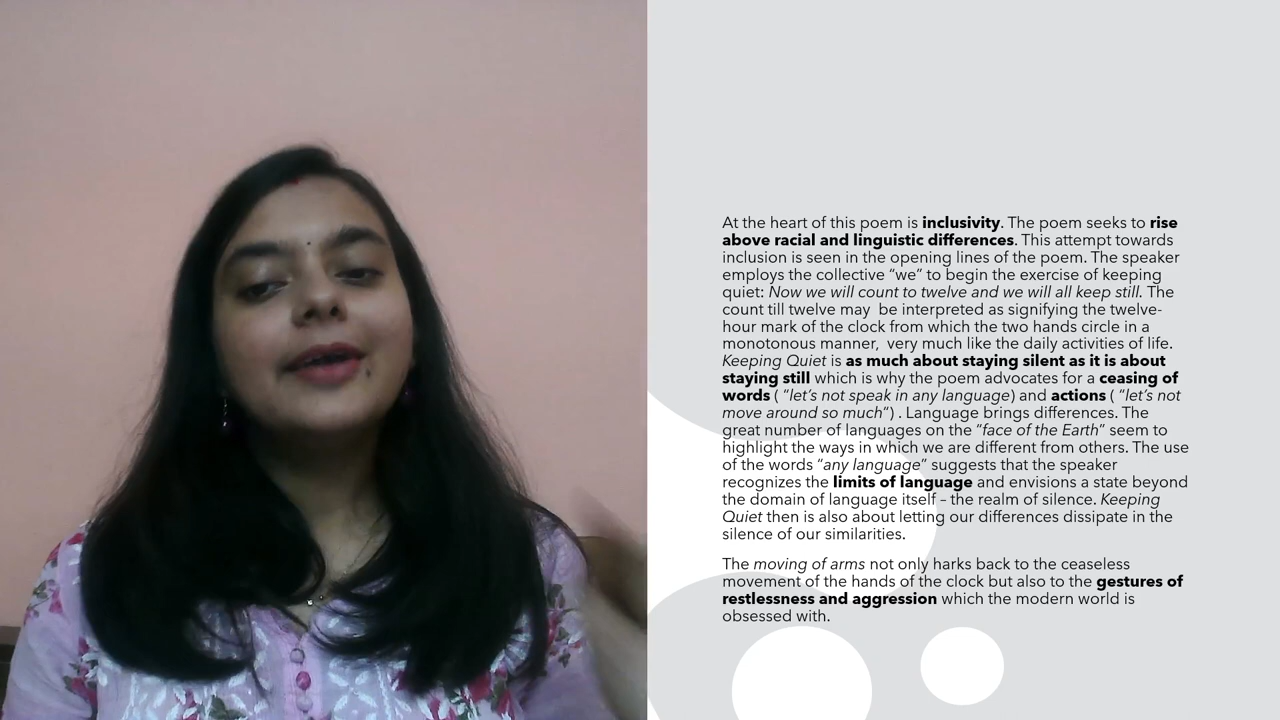 At the heart of this poem is inclusivity. The poem seeks to rise
above racial and linguistic differences. This attempt towards
inclusion is seen in the opening lines of the poem. The speaker
employs the collective “we” to begin the exercise of keeping
quiet: Now we will count to twelve and we will all keep still. The
count till twelve may  be interpreted as signifying the twelve-
hour mark of the clock from which the two hands circle in a
monotonous manner,  very much like the daily activities of life.
Keeping Quiet is as much about staying silent as it is about
staying still which is why the poem advocates for a ceasing of
words ( “let’s not speak in any language) and actions ( “let’s not
move around so much”) . Language brings differences. The
great number of languages on the “face of the Earth” seem to
highlight the ways in which we are different from others. The use
of the words “any language” suggests that the speaker
recognizes the limits of language and envisions a state beyond
the domain of language itself – the realm of silence. Keeping
Quiet then is also about letting our differences dissipate in the
silence of our similarities.
The moving of arms not only harks back to the ceaseless
movement of the hands of the clock but also to the gestures of
restlessness and aggression which the modern world is
obsessed with.